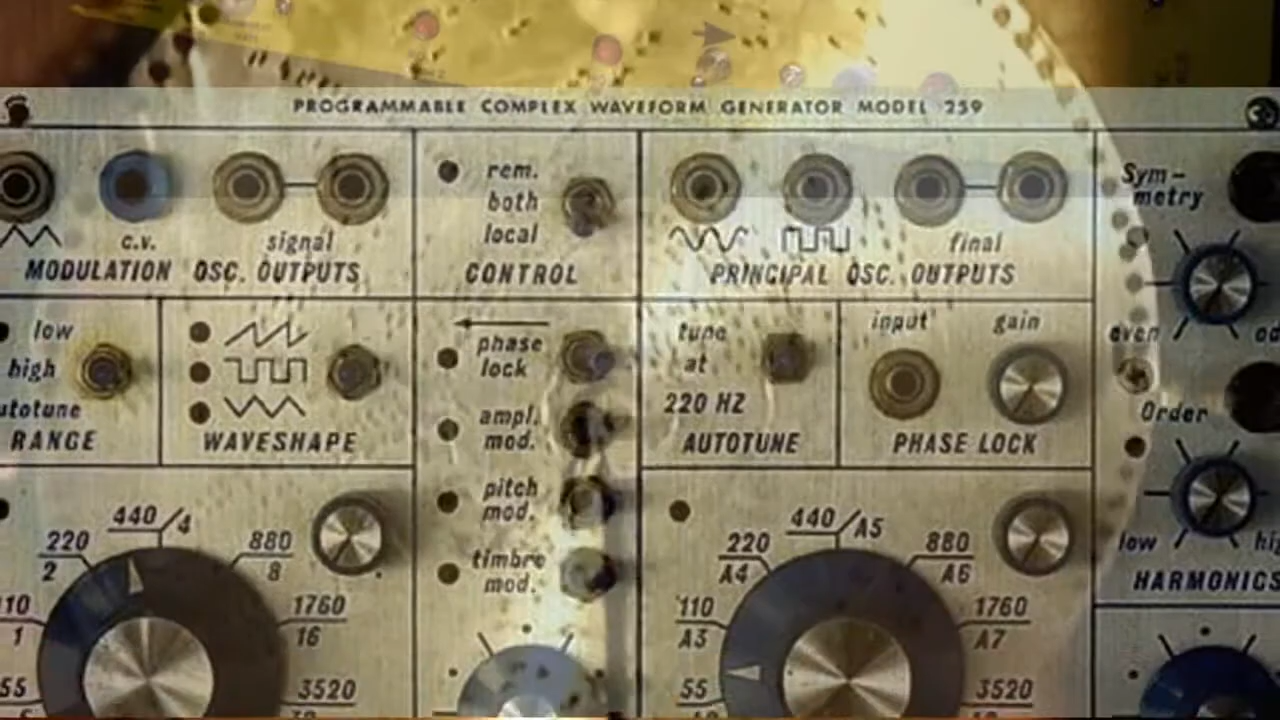 PROGRAMMABLE COMPLEX WAVEFORM GENERATOR MODEL 259
c.v.
signal
MODULATION OSC. OUTPUTS
rem.
both
local
CONTROL
final
PRINCIPAL OSC. OUTPUTS
Sym-
metry
even
low
high
autotune
RANGE
WAVESHAPE
phase
lock
ampl.
mod.
pitch
mod.
timbre
mod.
tune
at
220 HZ
AUTOTUNE
input
gain
PHASE LOCK
Order
low
HARMONICS
440/4
220
2
880
8
110
1
1760
16
55
3520
440/A5
220
A4
880
A6
110
A3
1760
A7
55
3520